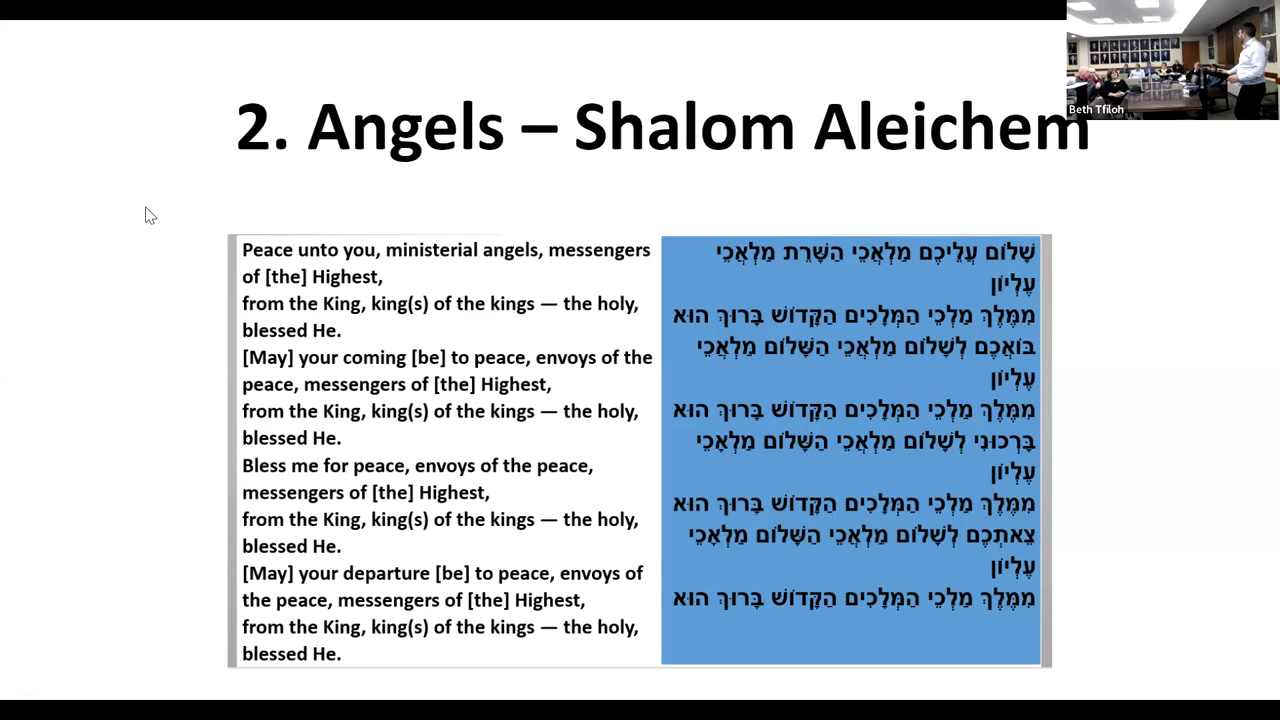 2. Angels – Shalom Aleichem
Beth Tfiloh
Peace unto you, ministerial angels, messengers
of [the] Highest,
from the King, king(s) of the kings — the holy,
blessed He.
[May] your coming [be] to peace, envoys of the
peace, messengers of [the] Highest,
from the King, king(s) of the kings — the holy,
blessed He.
Bless me for peace, envoys of the peace,
messengers of [the] Highest,
from the King, king(s) of the kings — the holy,
blessed He.
[May] your departure [be] to peace, envoys of
the peace, messengers of [the] Highest,
from the King, king(s) of the kings — the holy,
blessed He.
שָׁלוֹם עֲלֵיכֶם מַלְאֲכֵי הַשָּׁרֵת מַלְאֲכֵי
עֶלְיוֹן
מִמֶּלֶךְ מַלְכֵי הַמְּלָכִים הַקָּדוֹשׁ בָּרוּךְ הוּא
בּוֹאֲכֶם לְשָׁלוֹם מַלְאֲכֵי הַשָּׁלוֹם מַלְאֲכֵי
עֶלְיוֹן
מִמֶּלֶךְ מַלְכֵי הַמְּלָכִים הַקָּדוֹשׁ בָּרוּךְ הוּא
בָּרְכוּנִי לְשָׁלוֹם מַלְאֲכֵי הַשָּׁלוֹם מַלְאָכֵי
עֶלְיוֹן
מִמֶּלֶךְ מַלְכֵי הַמְּלָכִים הַקָּדוֹשׁ בָּרוּךְ הוּא
צֵאתְכֶם לְשָׁלוֹם מַלְאֲכֵי הַשָּׁלוֹם מַלְאָכֵי
עֶלְיוֹן
מִמֶּלֶךְ מַלְכֵי הַמְּלָכִים הַקָּדוֹשׁ בָּרוּךְ הוּא